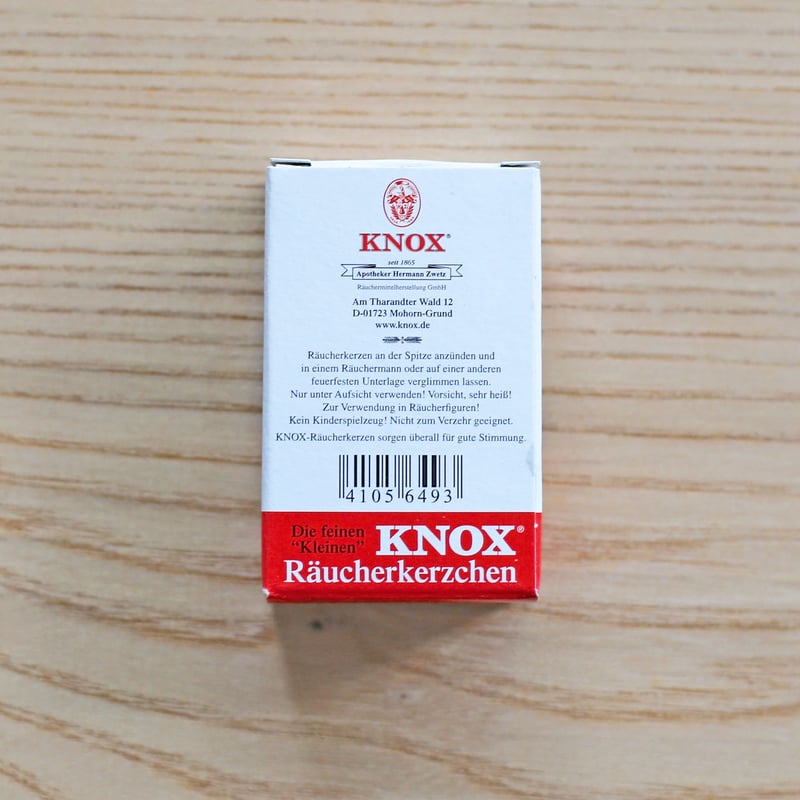 KNOX®
seit 1865
Apotheker Hermann Zwetz
Räuchermittelherstellung GmbH
Am Tharandter Wald 12
D-01723 Mohorn-Grund
www.knox.de
Räucherkerzen an der Spitze anzünden und
in einem Räuchermann oder auf einer anderen
feuerfesten Unterlage verglimmen lassen.
Nur unter Aufsicht verwenden! Vorsicht, sehr heiß!
Zur Verwendung in Räucherfiguren!
Kein Kinderspielzeug! Nicht zum Verzehr geeignet.
KNOX-Räucherkerzen sorgen überall für gute Stimmung.
4105 6493
Die feinen
“Kleinen”
KNOX®
Räucherkerzchen